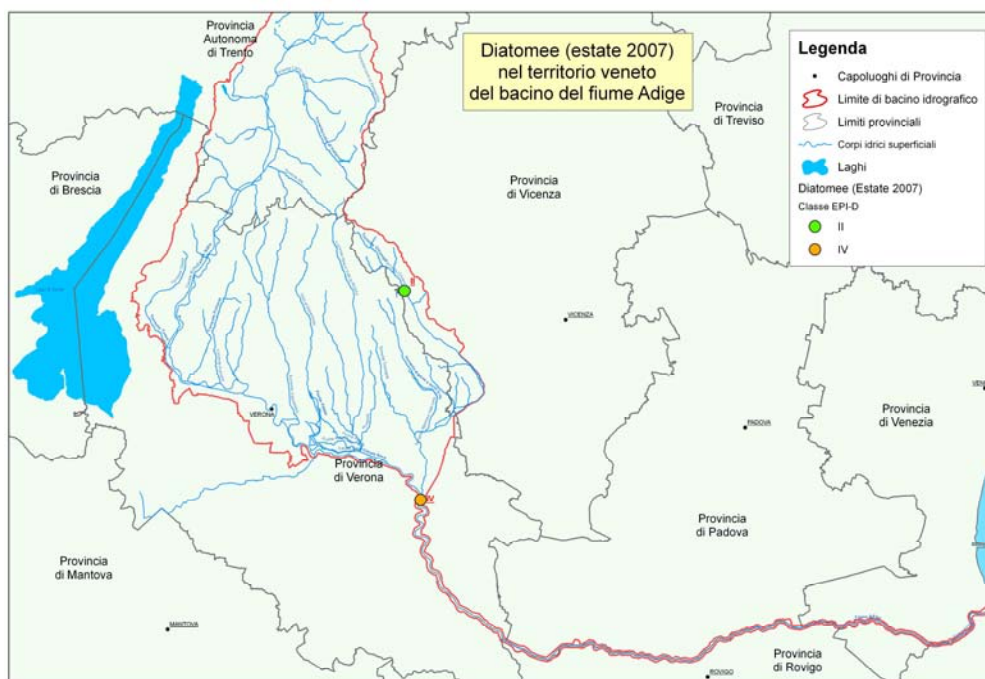 Provincia
Autonoma
di Trento
Diatomee (estate 2007)
nel territorio veneto
del bacino del fiume Adige
Legenda
Capoluoghi di Provincia
Limite di bacino idrografico
Limiti provinciali
Corpi idrici superficiali
Laghi
Diatomee (Estate 2007)
Classe EPI-D
II
IV
Provincia
di Treviso
Provincia
di Brescia
Provincia
di Vicenza
II
VICENZA
VERONA
PADOVA
Provincia
di Venezia
Provincia
di Verona
IV
Provincia
di Padova
Provincia
di Mantova
MANTOVA
Provincia
di Rovigo
ROVIGO